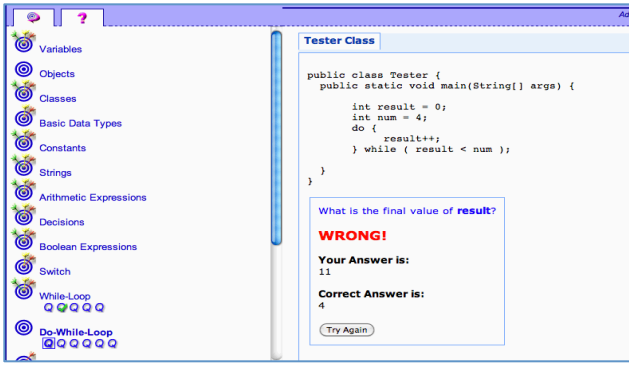 ?
Ad
Variables
Objects
Classes
Basic Data Types
Constants
Strings
Arithmetic Expressions
Decisions
Boolean Expressions
Switch
While-Loop
Q Q Q Q Q
Do-While-Loop
Q Q Q Q Q Q
Tester Class
public class Tester {
public static void main(String[] args) {
int result = 0;
int num = 4;
do {
result++;
} while ( result < num );
}
}
What is the final value of result?
WRONG!
Your Answer is:
11
Correct Answer is:
4
Try Again